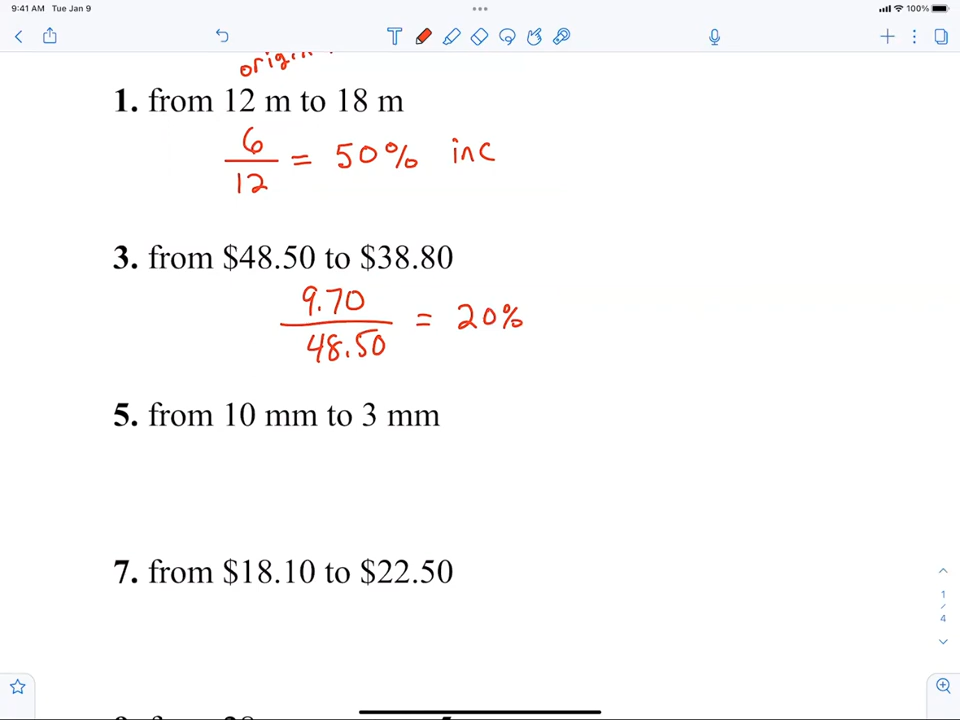 9:41 AM Tue Jan 9
100%
T
1. from 12 m to 18 m
6
12
= 50% inc
3. from $48.50 to $38.80
9.70
48.50
= 20%
5. from 10 mm to 3 mm
7. from $18.10 to $22.50
1
/
4